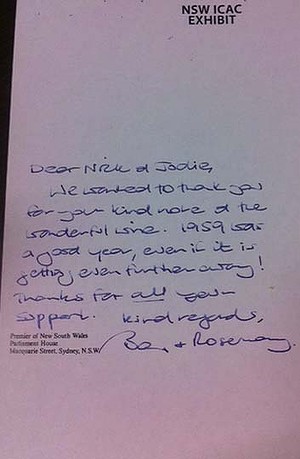 NSW ICAC
EXHIBIT
Dear Nick & Jodie,
We wanted to thank you
for your kind note & the
wonderful wine. 1959 was
a good year, even if it is
getting even further away!
Thanks for all your
support. Kind regards,
Premier of New South Wales
Parliament House
Macquarie Street, Sydney, N.S.W.
Barry + Rosemary.